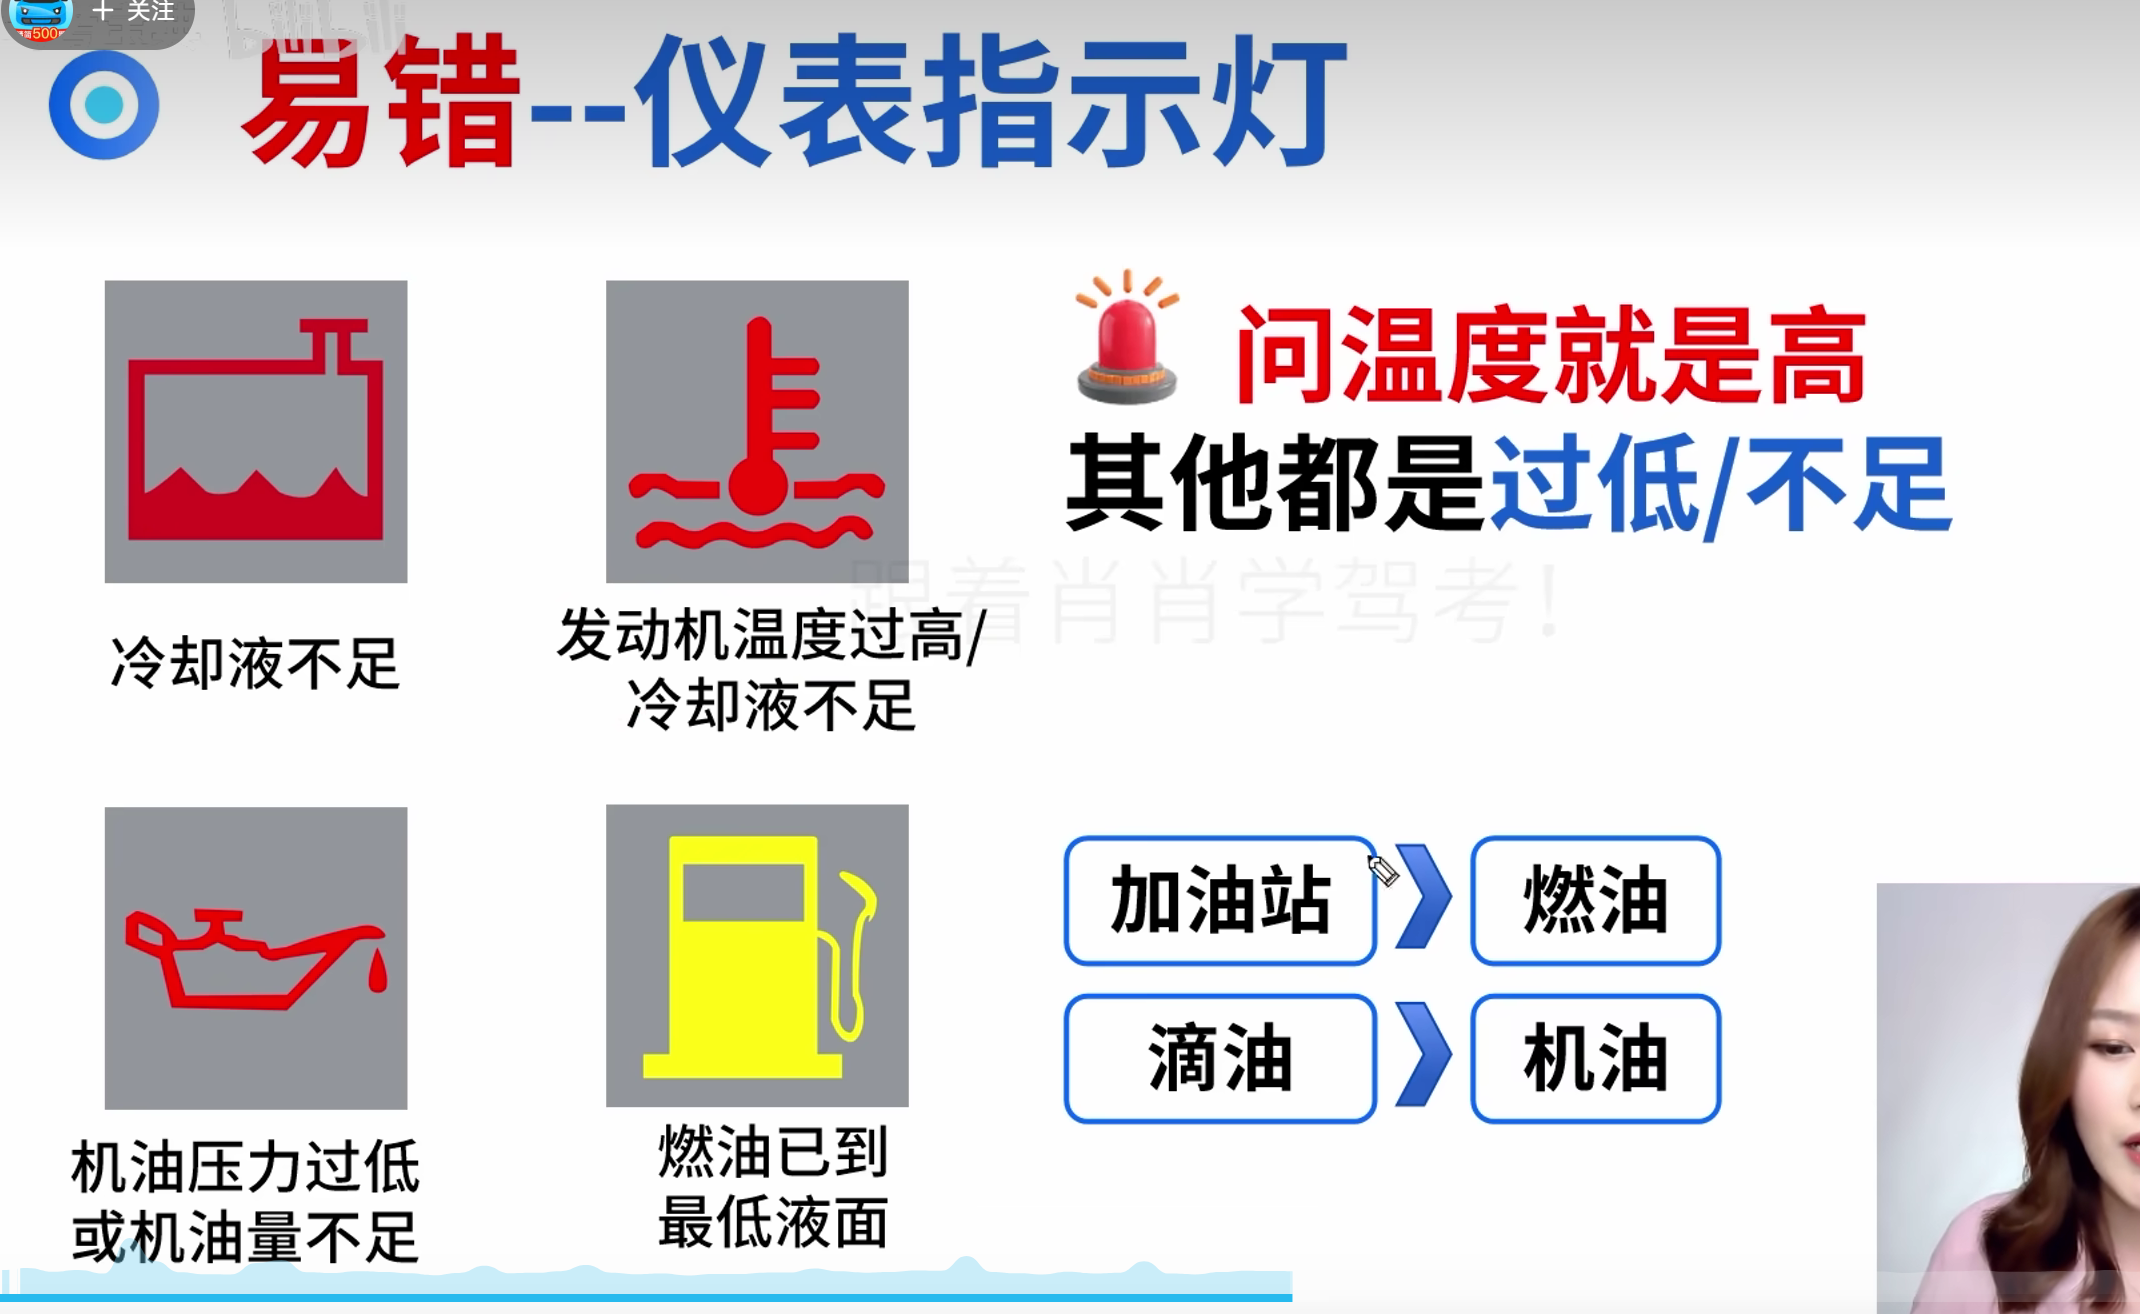 + 关注
500
bilibili
易错--仪表指示灯
问温度就是高
其他都是过低/不足
跟着肖肖学驾考！
冷却液不足
发动机温度过高/
冷却液不足
加油站
燃油
滴油
机油
机油压力过低
或机油量不足
燃油已到
最低液面